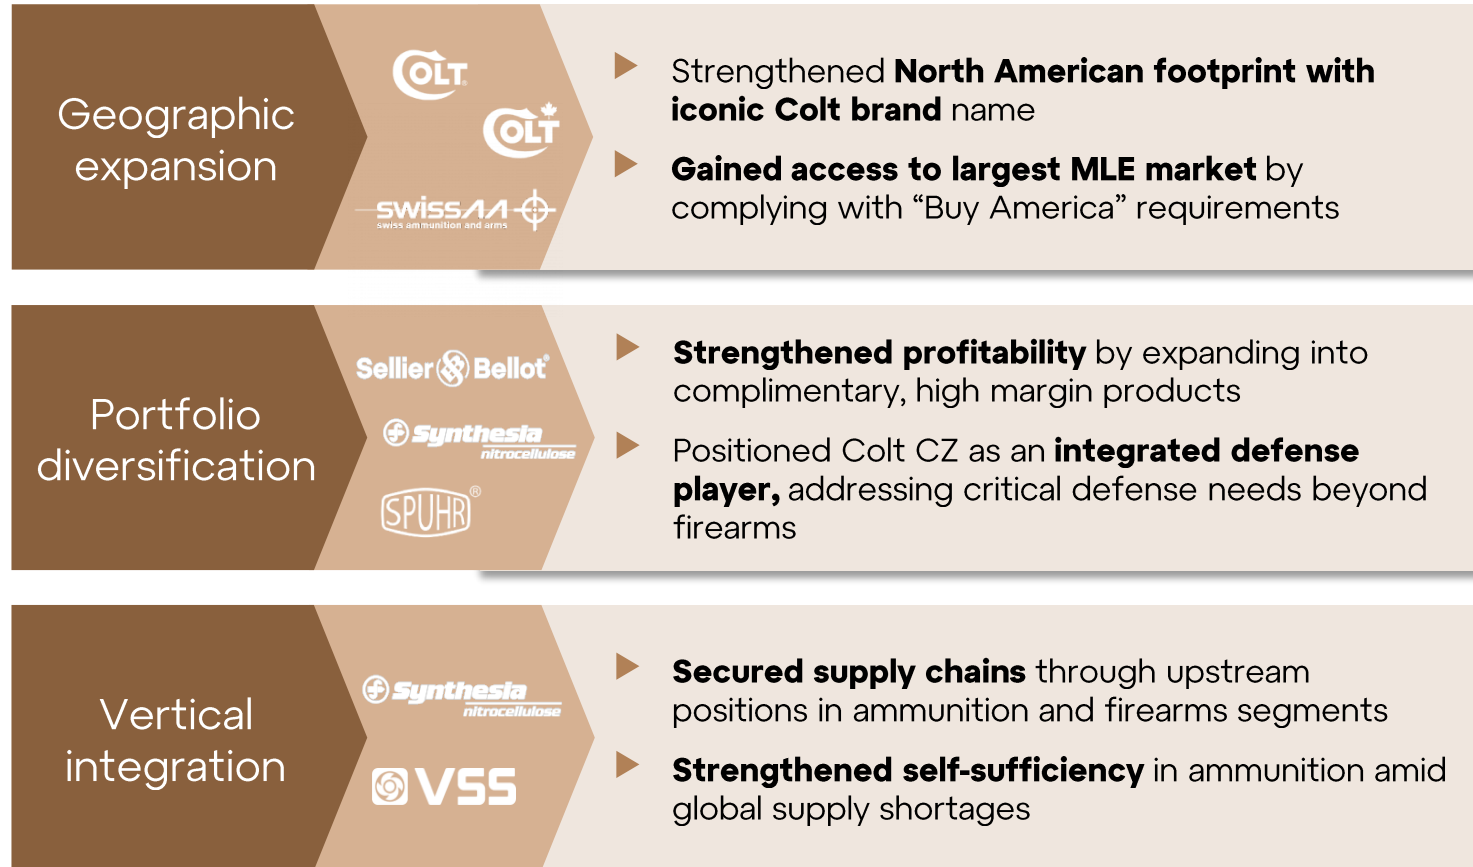 Geographic
expansion
COLT
COLT
swissAA
swiss ammunition and arms
Strengthened North American footprint with
iconic Colt brand name
Gained access to largest MLE market by
complying with “Buy America” requirements
Portfolio
diversification
Sellier & Bellot®
Synthesia
nitrocellulose
SPUHR®
Strengthened profitability by expanding into
complimentary, high margin products
Positioned Colt CZ as an integrated defense
player, addressing critical defense needs beyond
firearms
Vertical
integration
Synthesia
nitrocellulose
VSS
Secured supply chains through upstream
positions in ammunition and firearms segments
Strengthened self-sufficiency in ammunition amid
global supply shortages